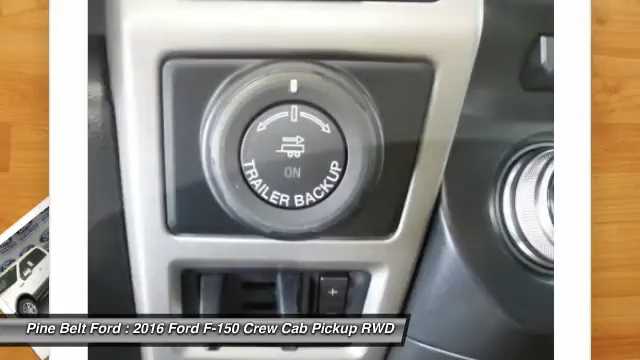 ON
TRAILER BACKUP
+
Pine Belt Ford : 2016 Ford F-150 Crew Cab Pickup RWD